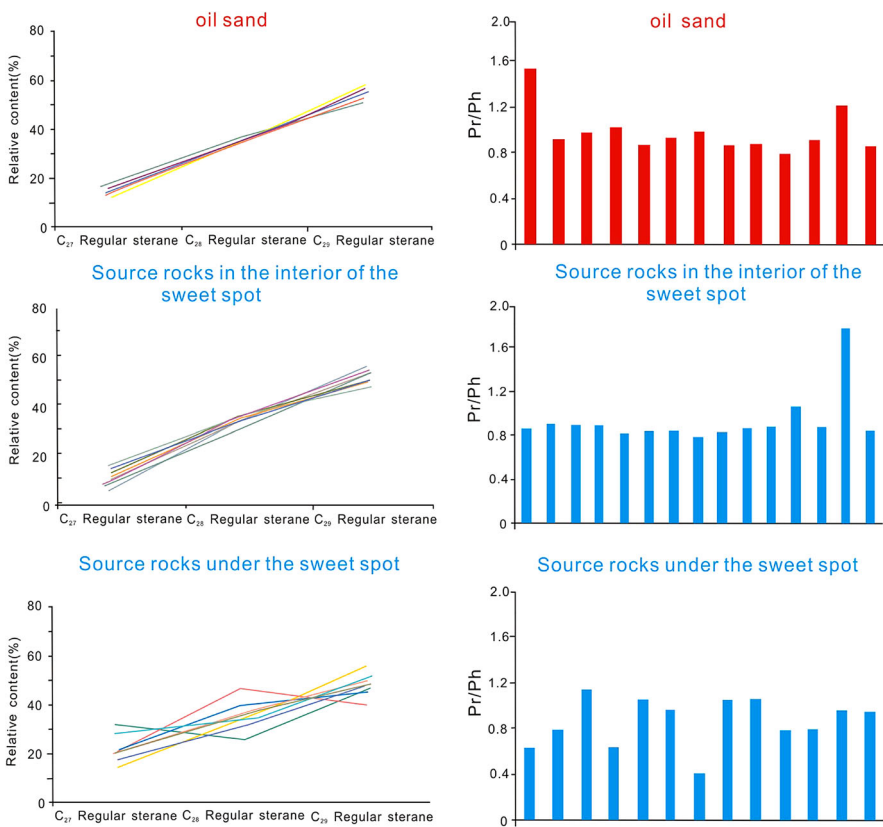 oil sand
80
60
40
20
0
Relative content(%)
C27 Regular sterane C28 Regular sterane C29 Regular sterane
oil sand
2.0
1.6
1.2
0.8
0.4
0
Pr/Ph
Source rocks in the interior of the
sweet spot
80
60
40
20
0
Relative content(%)
C27 Regular sterane C28 Regular sterane C29 Regular sterane
Source rocks in the interior of the
sweet spot
2.0
1.6
1.2
0.8
0.4
0
Pr/Ph
Source rocks under the sweet spot
80
60
40
20
0
Relative content(%)
C27 Regular sterane C28 Regular sterane C29 Regular sterane
Source rocks under the sweet spot
2.0
1.6
1.2
0.8
0.4
0
Pr/Ph